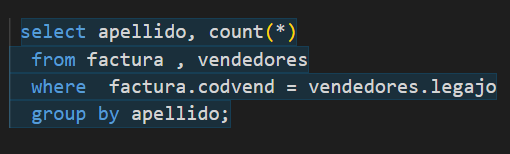 select apellido, count(*)
from factura , vendedores
where  factura.codvend = vendedores.legajo
group by apellido;